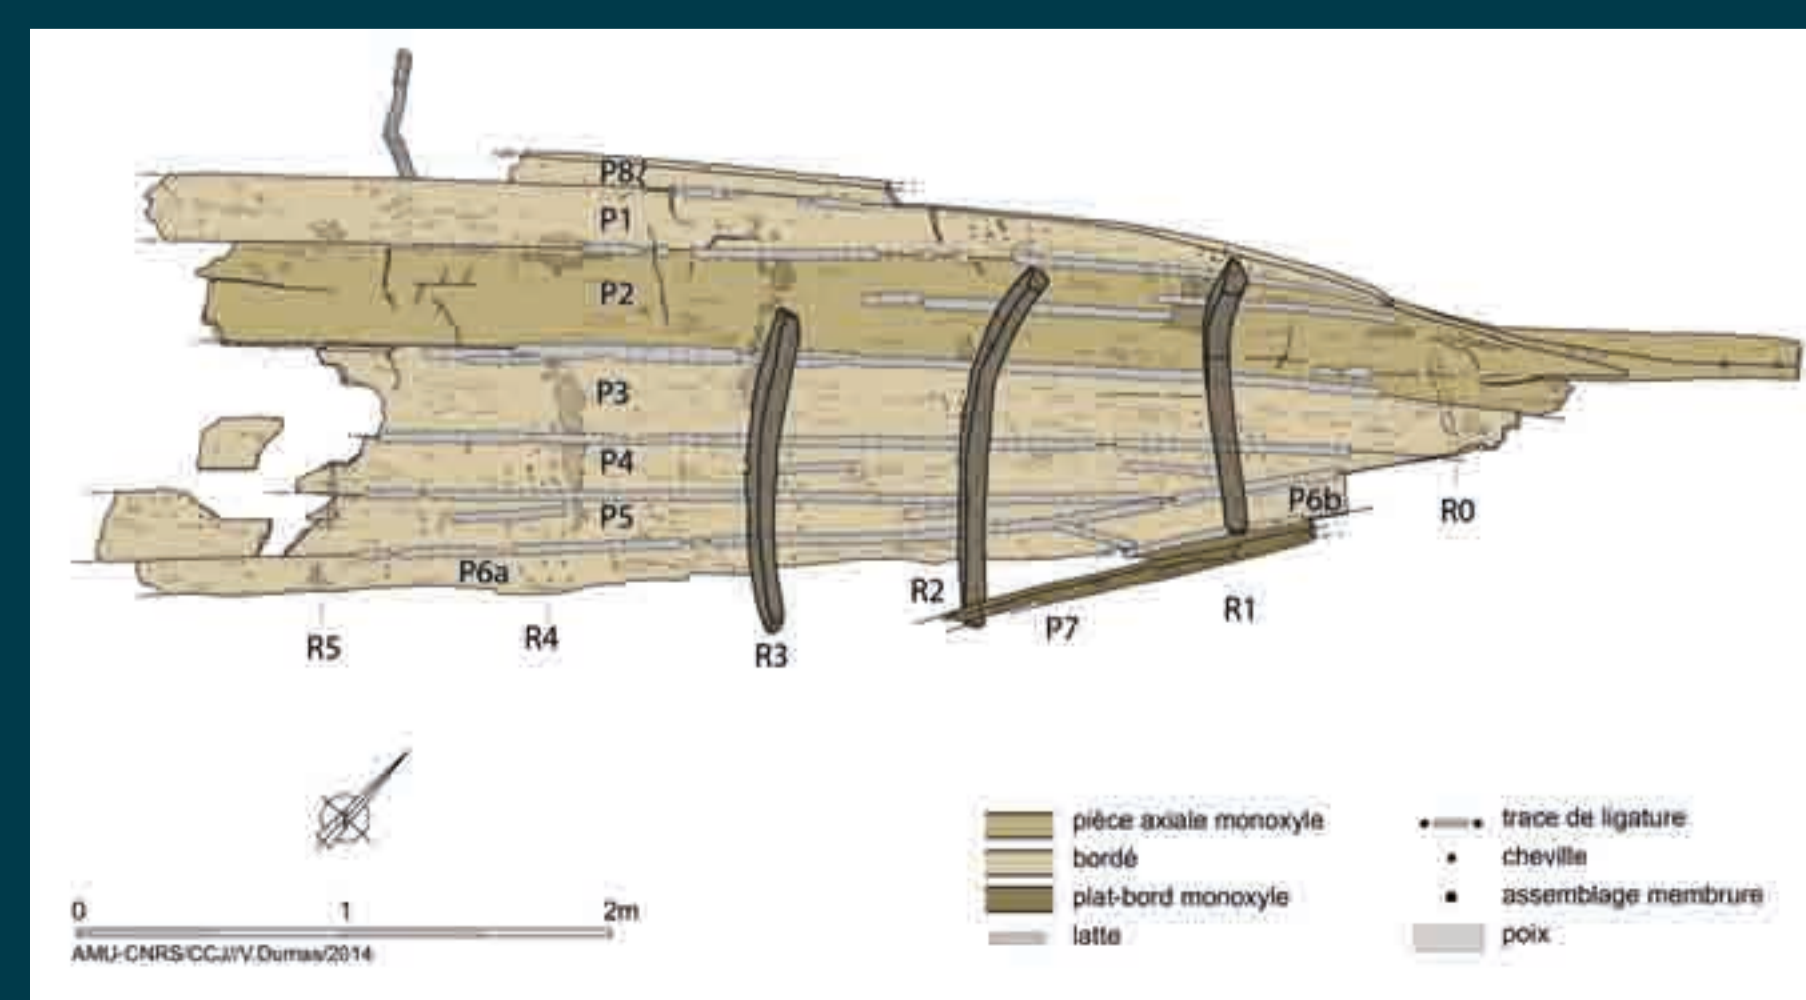 P8
P1
P2
P3
P4
P5
P6b
R0
P6a
R2
R1
P7
R5
R4
R3
pièce axiale monoxyle
trace de ligature
bordé
cheville
plat-bord monoxyle
assemblage membrure
latte
poix
0 1 2m
AMU-CNRS/CCJ//V.Dumas/2014